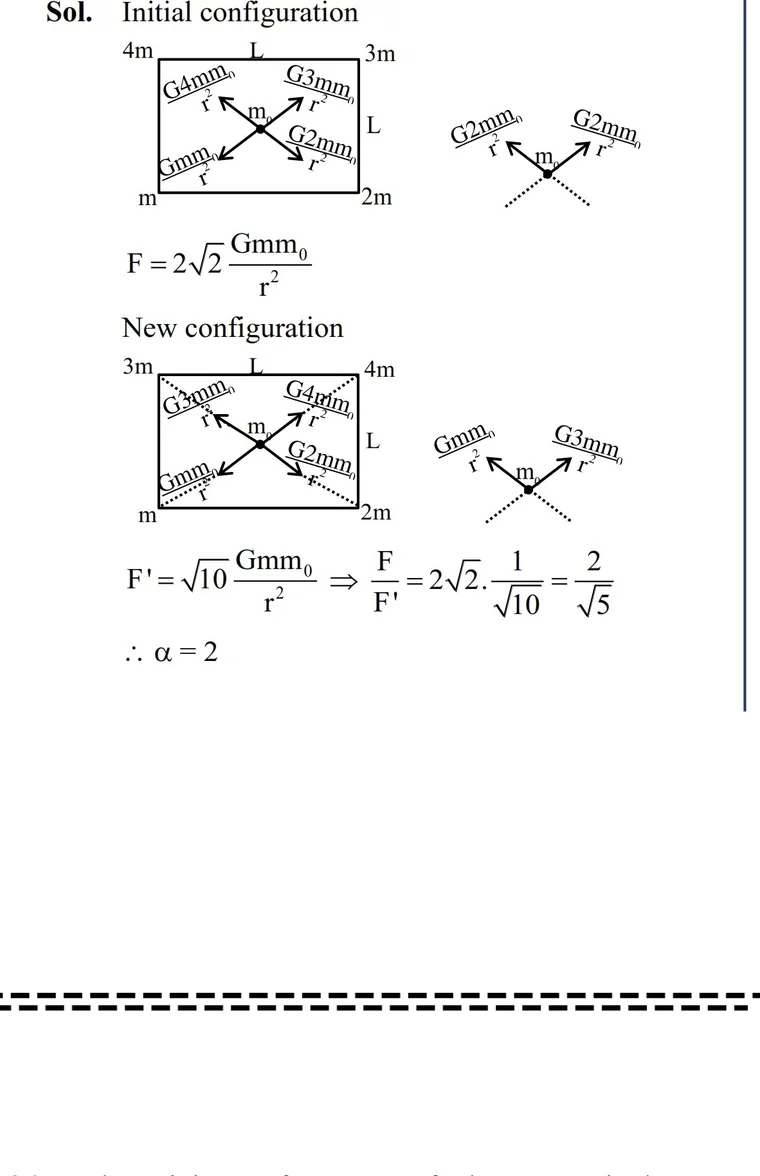 Sol. Initial configuration
4m L 3m
G4mm₀/r² G3mm₀/r²
m₀ L
Gmm₀/r² G2mm₀/r²
m 2m
G2mm₀/r² G2mm₀/r²
m₀
F = 2√2 Gmm₀/r²
New configuration
3m L 4m
G3mm₀/r² G4mm₀/r²
m₀ L
Gmm₀/r² G2mm₀/r²
m 2m
Gmm₀/r² G3mm₀/r²
m₀
F' = √10 Gmm₀/r² ⇒ F/F' = 2√2 . 1/√10 = 2/√5
∴ α = 2